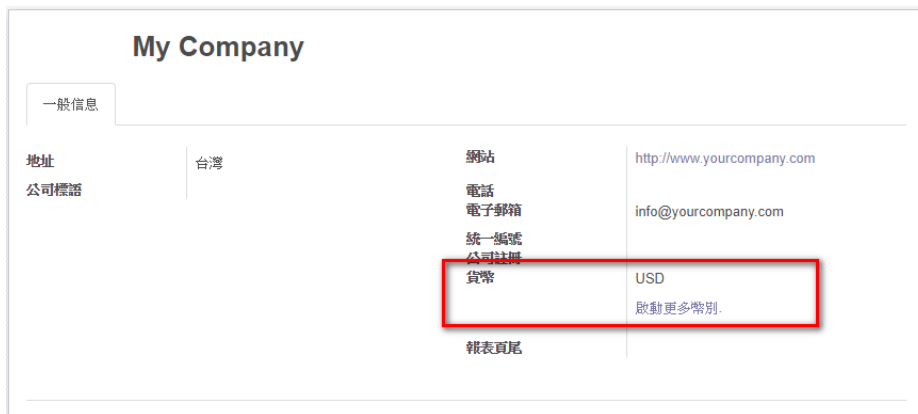 My Company
一般信息
地址
台灣
公司標語
網站
http://www.yourcompany.com
電話
電子郵箱
info@yourcompany.com
統一編號
公司註冊
貨幣
USD
啟動更多幣別.
報表頁尾